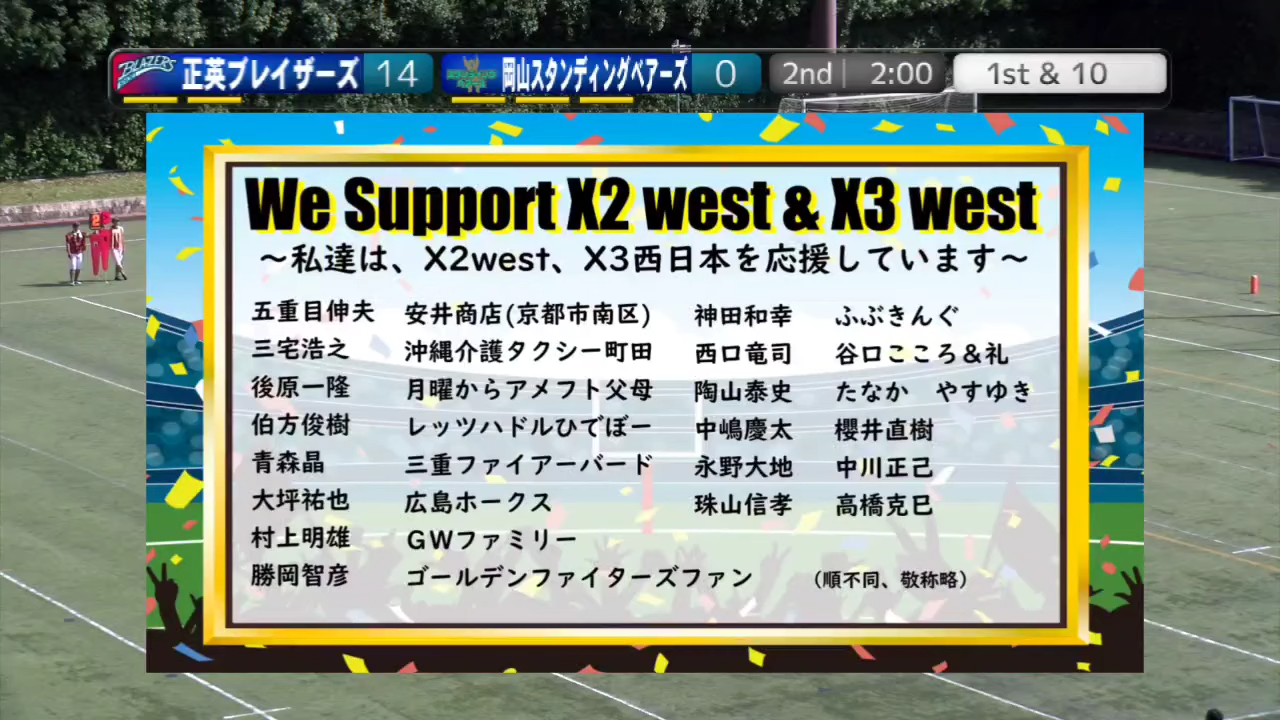 BLAZERS 正英ブレイザーズ 14 岡山スタンディングベアーズ 0 2nd 2:00 1st & 10
We Support X2 west & X3 west
～私達は、X2west、X3西日本を応援しています～
五重目伸夫 安井商店(京都市南区) 神田和幸 ふぶきんぐ
三宅浩之 沖縄介護タクシー町田 西口竜司 谷口こころ＆礼
後原一隆 月曜からアメフト父母 陶山泰史 たなか　やすゆき
伯方俊樹 レッツハドルひでぼー 中嶋慶太 櫻井直樹
青森晶 三重ファイアーバード 永野大地 中川正己
大坪祐也 広島ホークス 珠山信孝 高橋克巳
村上明雄 GWファミリー
勝岡智彦 ゴールデンファイターズファン （順不同、敬称略）
2